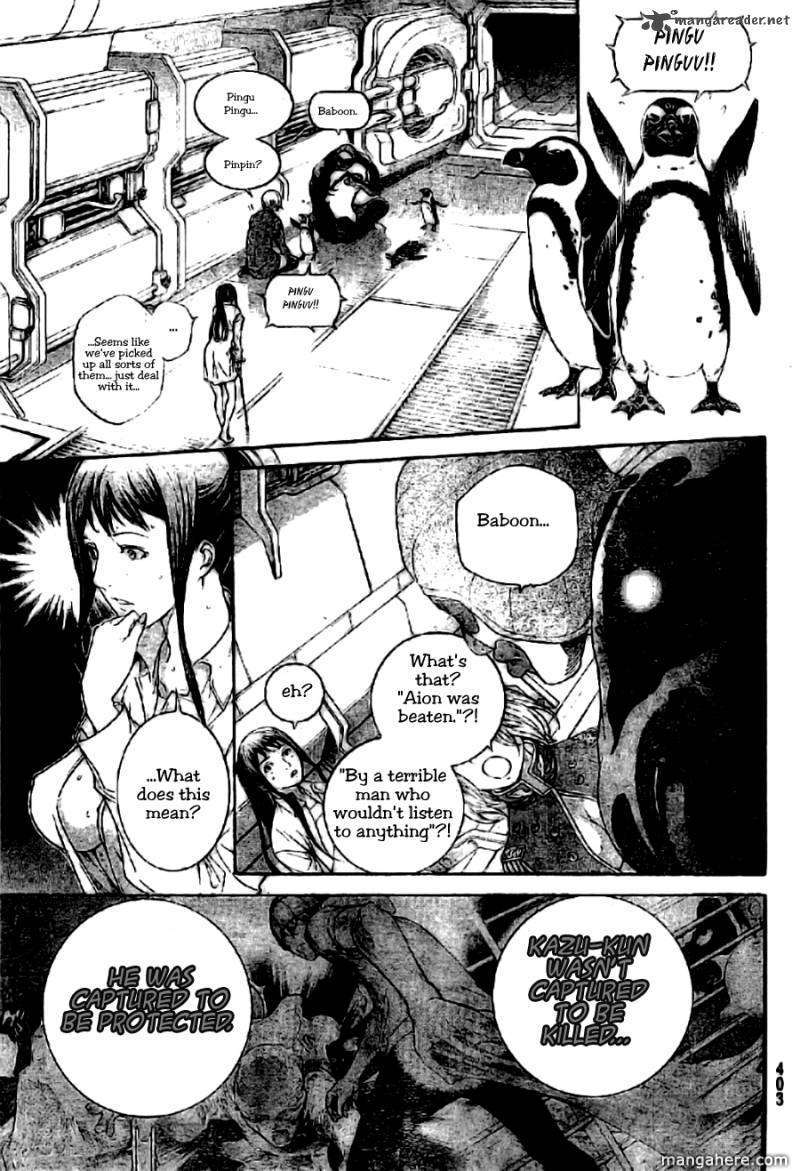 mangareader.net
PINGU
PINGUU!!
Pingu
Pingu...
Pinpin?
Baboon.
PINGU
PINGUU!!
...
...Seems like
we've picked
up all sorts of
them... just deal
with it...
Baboon...
What's
that?
"Aion was
beaten."?!
"By a terrible
man who
wouldn't listen
to anything"?!
eh?
...What
does this
mean?
KAZU-KUN
WASN'T
CAPTURED
TO BE
KILLED...
HE WAS
CAPTURED TO
BE PROTECTED.
403
mangahere.com